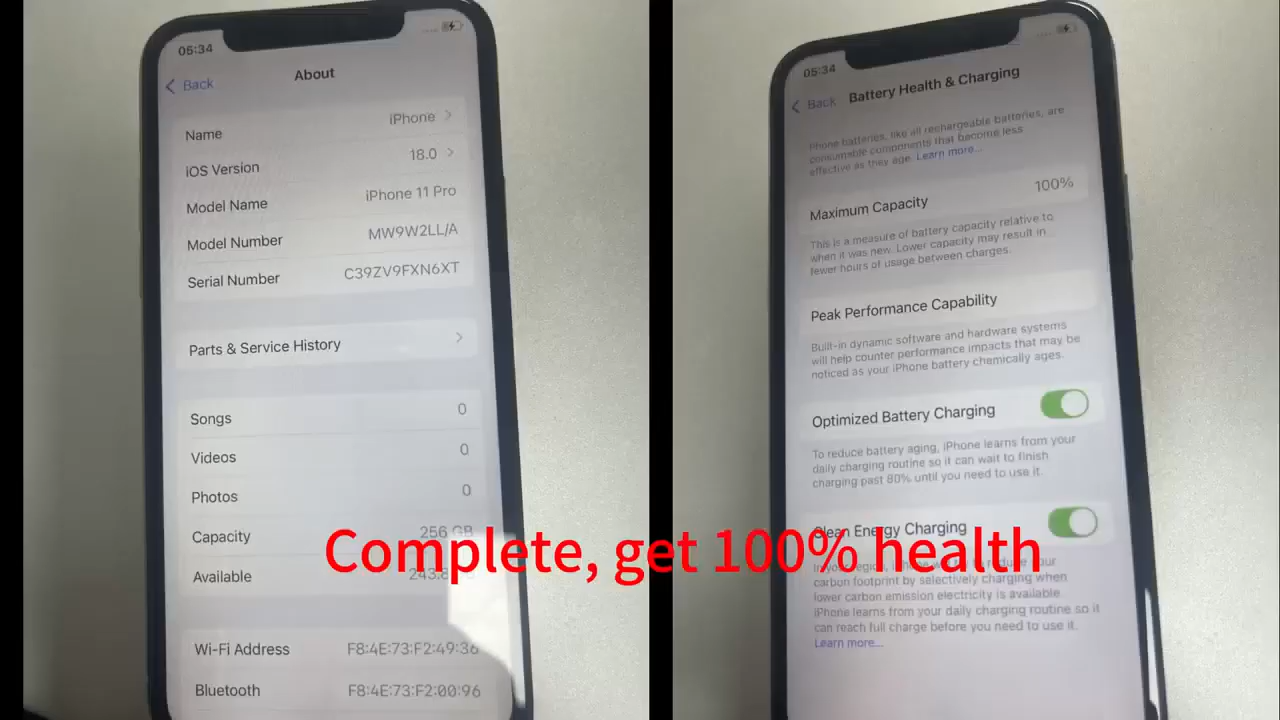 05:34
Back
About
Name
iPhone
iOS Version
18.0
Model Name
iPhone 11 Pro
Model Number
MW9W2LL/A
Serial Number
C39ZV9FXN6XT
Parts & Service History
Songs
0
Videos
0
Photos
0
Capacity
256 GB
Available
243.8
Wi-Fi Address
F8:4E:73:F2:49:36
Bluetooth
F8:4E:73:F2:00:96
05:34
Back
Battery Health & Charging
iPhone batteries, like all rechargeable batteries, are
consumable components that become less
effective as they age. Learn more...
Maximum Capacity
100%
This is a measure of battery capacity relative to
when it was new. Lower capacity may result in
fewer hours of usage between charges.
Peak Performance Capability
Built-in dynamic software and hardware systems
will help counter performance impacts that may be
noticed as your iPhone battery chemically ages.
Optimized Battery Charging
To reduce battery aging, iPhone learns from your
daily charging routine so it can wait to finish
charging past 80% until you need to use it.
Clean Energy Charging
In your region, reduce your
carbon footprint by selectively charging when
lower carbon emission electricity is available.
iPhone learns from your daily charging routine so it
can reach full charge before you need to use it.
Learn more...
Complete, get 100% health